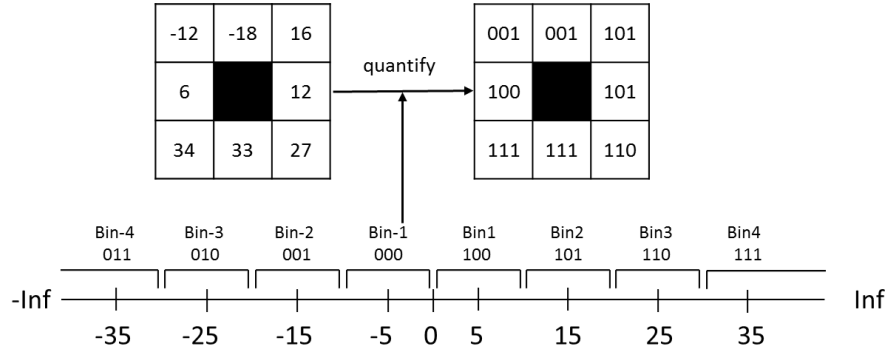 -12 -18 16 001 001 101
quantify
6 12 100 101
34 33 27 111 111 110
Bin-4 Bin-3 Bin-2 Bin-1 Bin1 Bin2 Bin3 Bin4
011 010 001 000 100 101 110 111
-Inf Inf
-35 -25 -15 -5 0 5 15 25 35